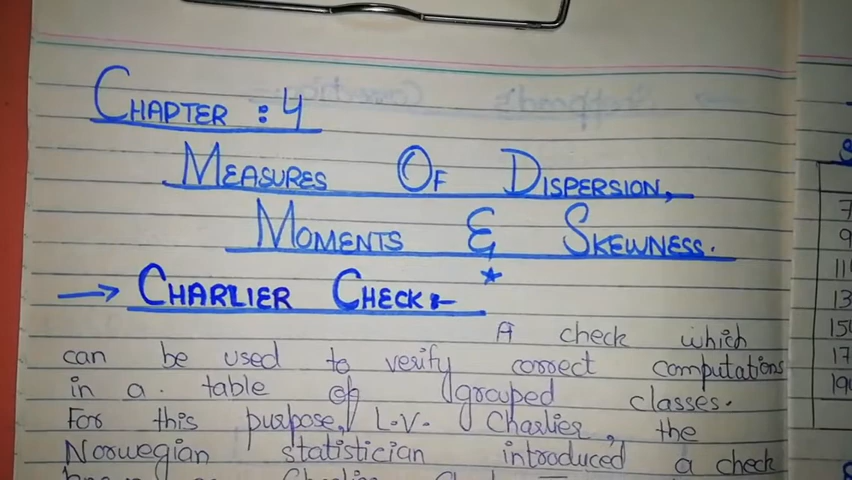 CHAPTER : 4
MEASURES OF DISPERSION,
MOMENTS & SKEWNESS.
→ CHARLIER CHECK:-
A check which
can be used to verify correct computations
in a. table of grouped classes.
For this purpose, L.V. Charlier, the
Norwegian statistician introduced a check